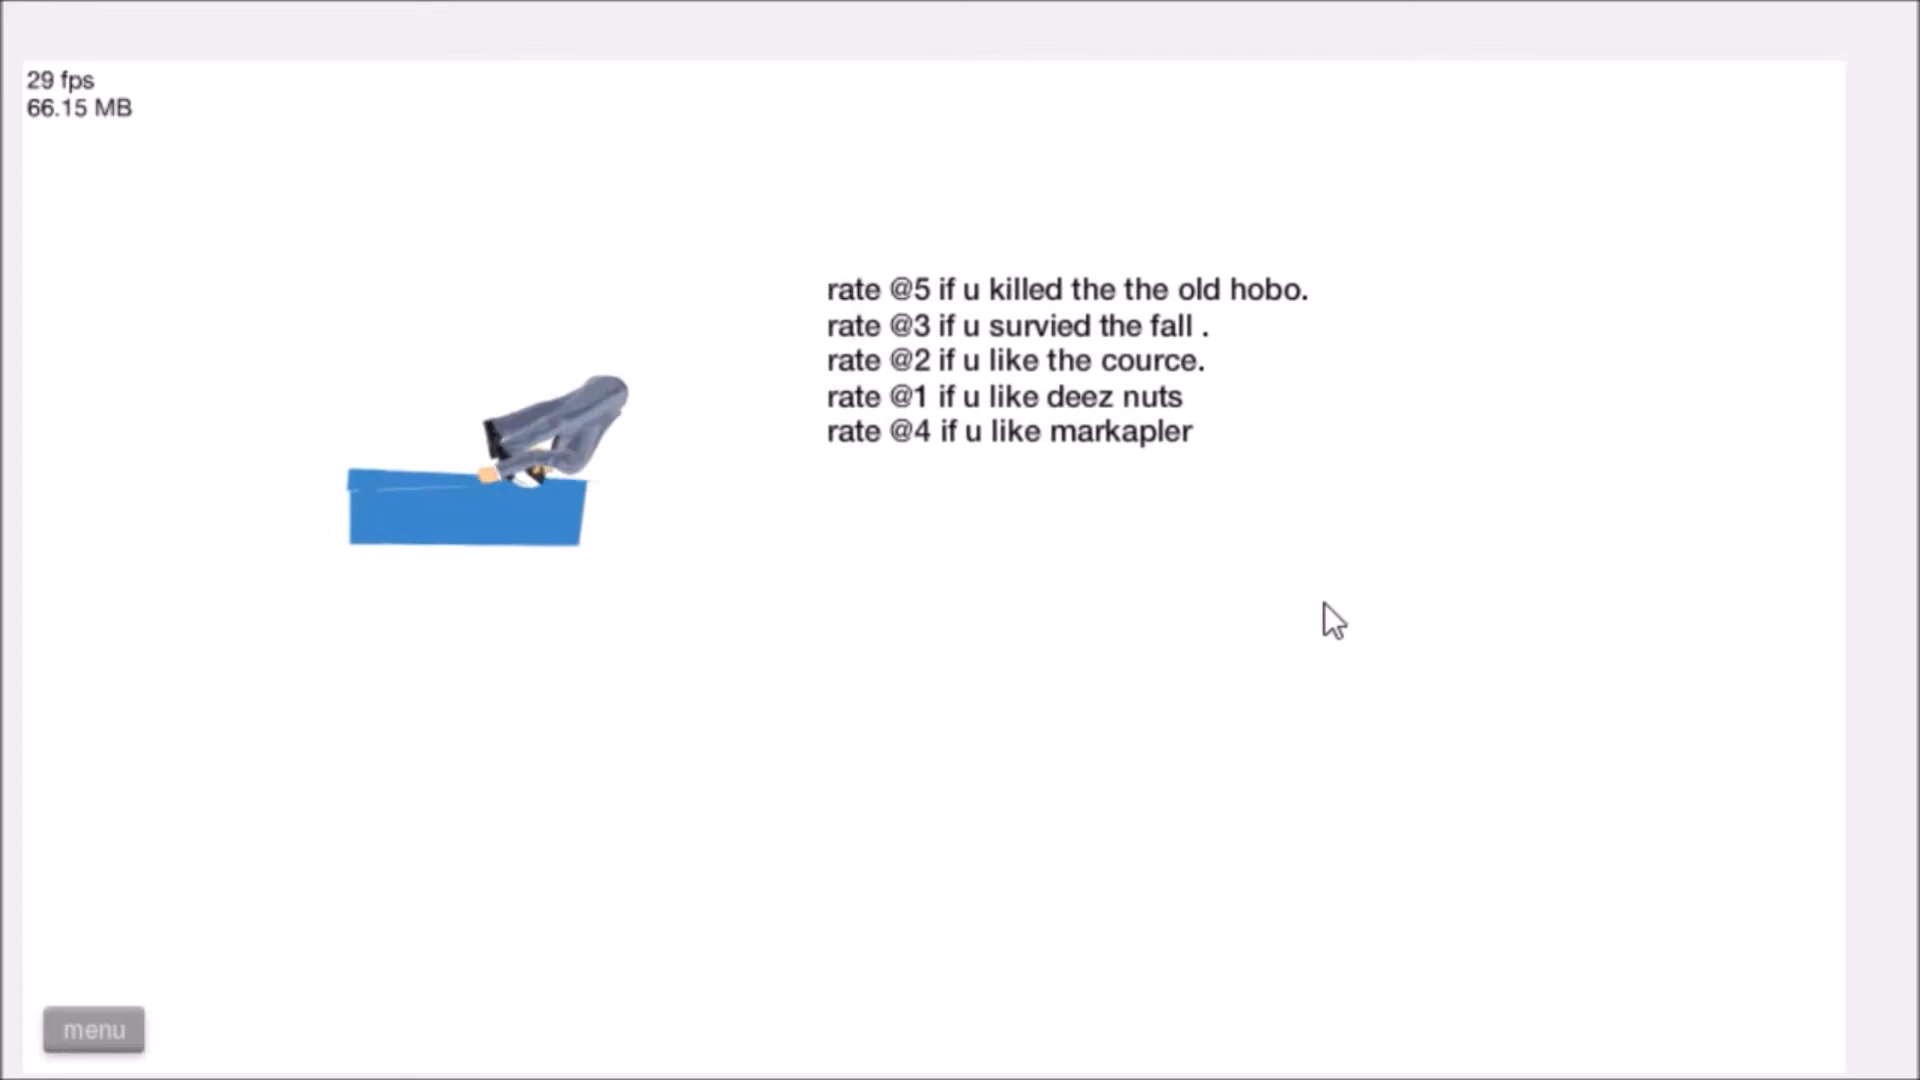 29 fps
66.15 MB
rate @5 if u killed the the old hobo.
rate @3 if u survied the fall .
rate @2 if u like the cource.
rate @1 if u like deez nuts
rate @4 if u like markapler
menu